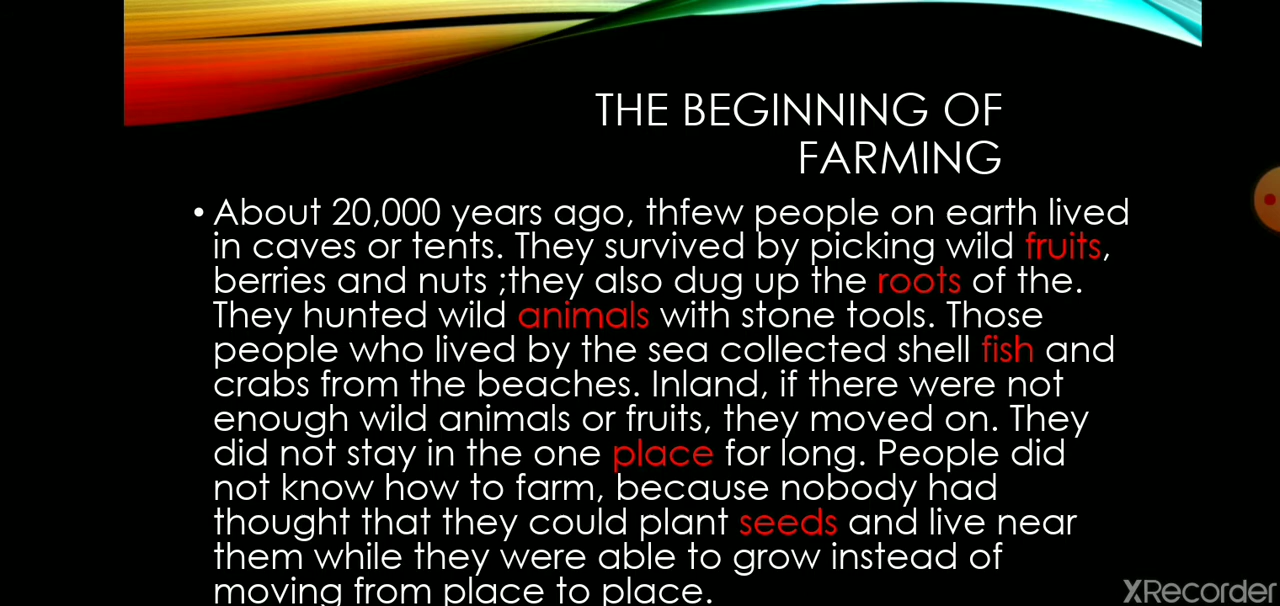 THE BEGINNING OF
FARMING
• About 20,000 years ago, thfew people on earth lived
in caves or tents. They survived by picking wild fruits,
berries and nuts ;they also dug up the roots of the.
They hunted wild animals with stone tools. Those
people who lived by the sea collected shell fish and
crabs from the beaches. Inland, if there were not
enough wild animals or fruits, they moved on. They
did not stay in the one place for long. People did
not know how to farm, because nobody had
thought that they could plant seeds and live near
them while they were able to grow instead of
moving from place to place.
XRecorder